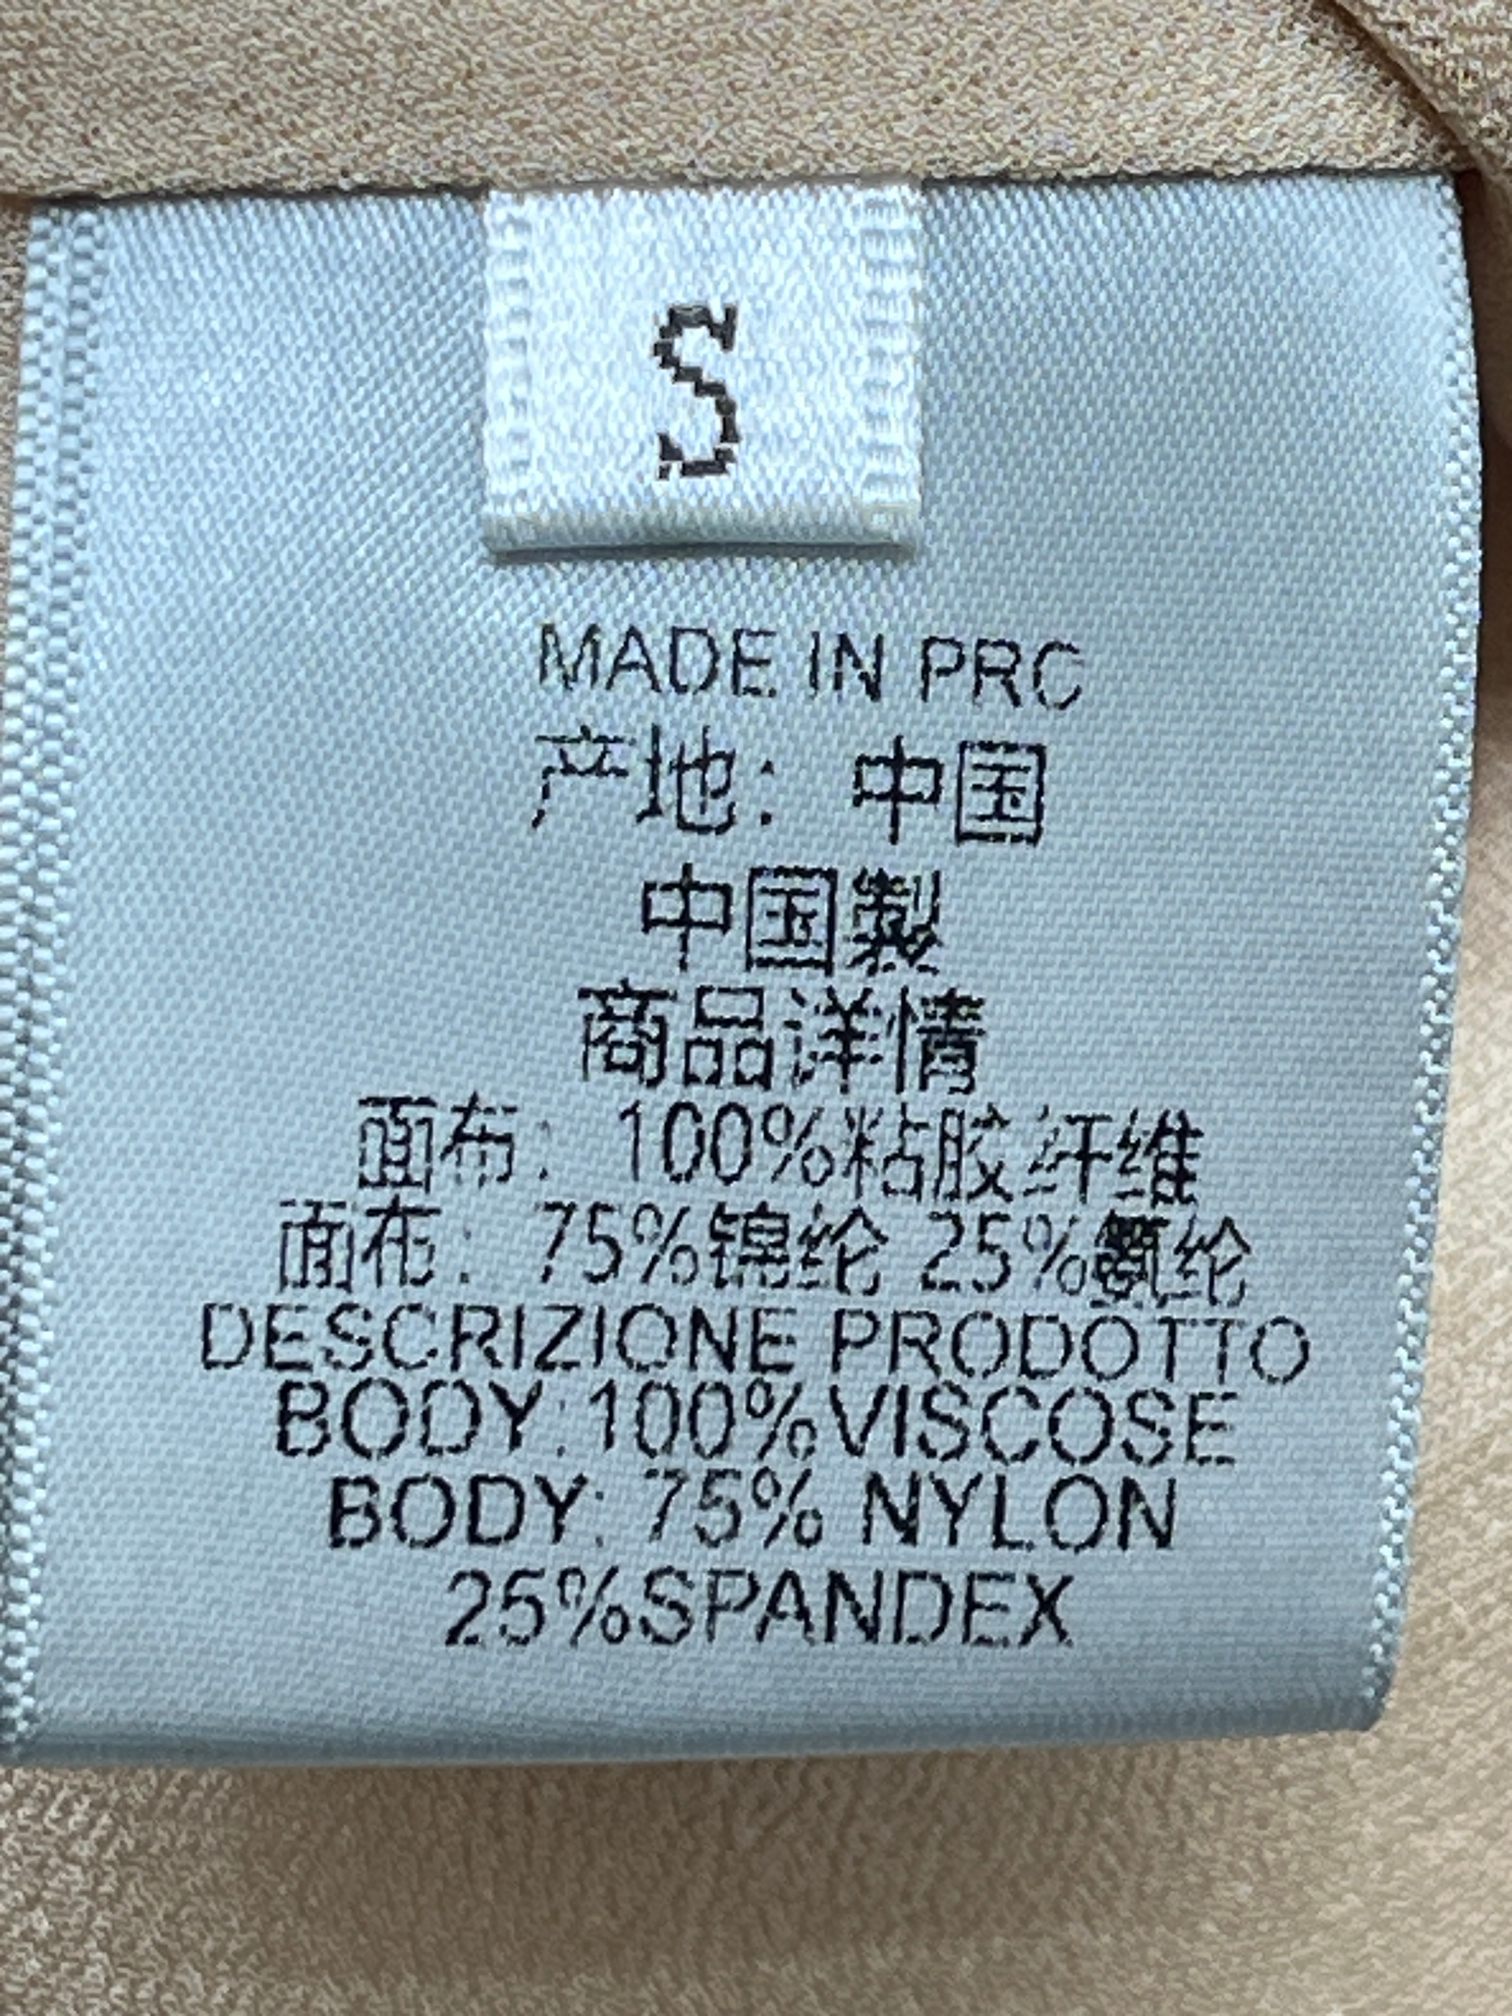 S
MADE IN PRC
产地：中国
中国製
商品洋情
面布：100%粘胶纤维
面布：75%锦纶 25%氨纶
DESCRIZIONE PRODOTTO
BODY:100%VISCOSE
BODY: 75% NYLON
25%SPANDEX